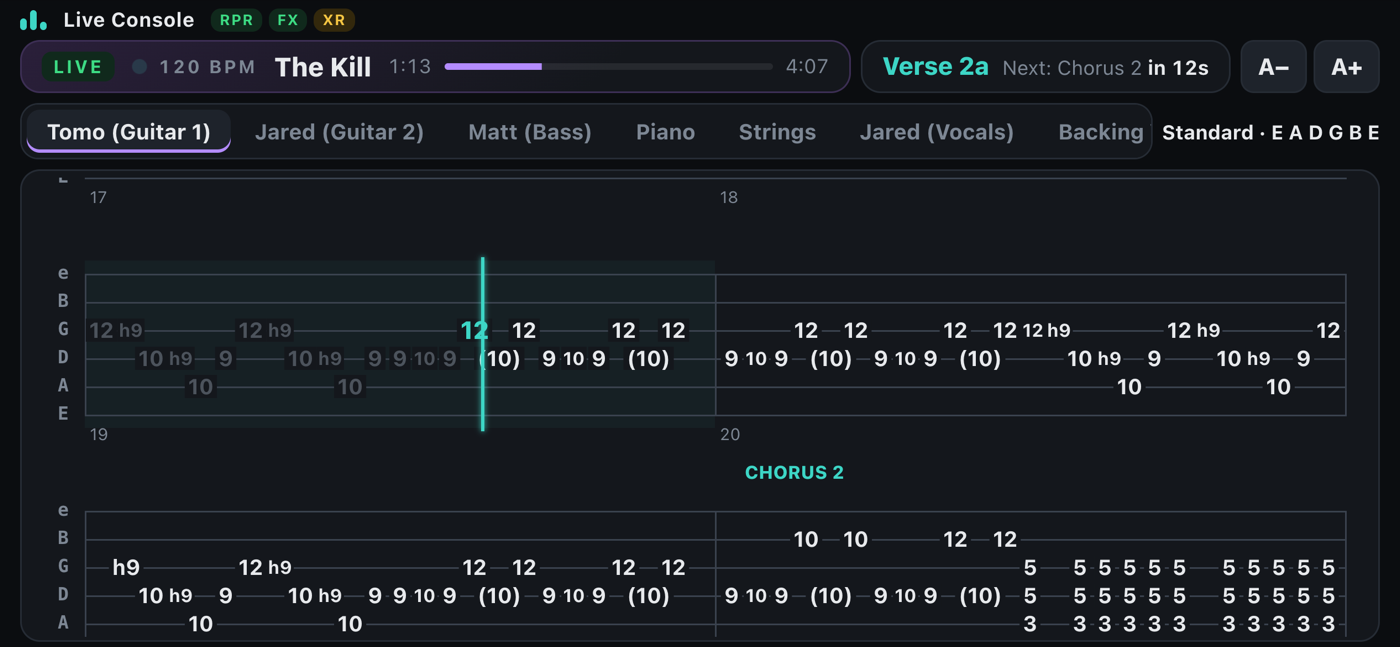 Live Console RPR FX XR
LIVE 120 BPM The Kill 1:13 4:07 Verse 2a Next: Chorus 2 in 12s A− A+
Tomo (Guitar 1) Jared (Guitar 2) Matt (Bass) Piano Strings Jared (Vocals) Backing Standard · E A D G B E
E
17 18
e
B
G 12 h9 12 h9 12 12 12 12 12 12 12 12 12 h9 12 h9 12
D 10 h9 9 10 h9 9 9 10 9 (10) 9 10 9 (10) 9 10 9 (10) 9 10 9 (10) 10 h9 9 10 h9 9
A 10 10 10 10
E
19 20
CHORUS 2
e
B 10 10 12 12
G h9 12 h9 12 12 12 12 5 5 5 5 5 5 5 5 5 5 5
D 10 h9 9 10 h9 9 9 10 9 (10) 9 10 9 (10) 9 10 9 (10) 9 10 9 (10) 5 5 5 5 5 5 5 5 5 5 5
A 10 10 3 3 3 3 3 3 3 3 3 3 3